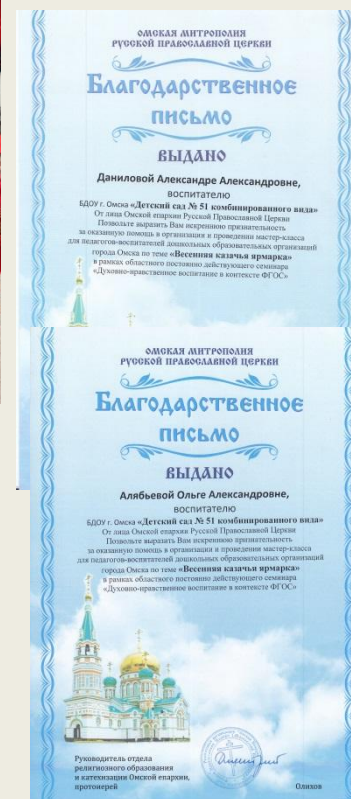 ОМСКАЯ МИТРОПОЛИЯ
РУССКОЙ ПРАВОСЛАВНОЙ ЦЕРКВИ
Благодарственное
письмо
ВЫДАНО
Даниловой Александре Александровне,
воспитателю
БДОУ г. Омска «Детский сад № 51 комбинированного вида»
От лица Омской епархии Русской Православной Церкви
Позвольте выразить Вам искреннюю признательность
за оказанную помощь в организации и проведении мастер-класса
для педагогов-воспитателей дошкольных образовательных организаций
города Омска по теме «Весенняя казачья ярмарка»
в рамках областного постоянно действующего семинара
«Духовно-нравственное воспитание в контексте ФГОС»
ОМСКАЯ МИТРОПОЛИЯ
РУССКОЙ ПРАВОСЛАВНОЙ ЦЕРКВИ
Благодарственное
письмо
ВЫДАНО
Алябьевой Ольге Александровне,
воспитателю
БДОУ г. Омска «Детский сад № 51 комбинированного вида»
От лица Омской епархии Русской Православной Церкви
Позвольте выразить Вам искреннюю признательность
за оказанную помощь в организации и проведении мастер-класса
для педагогов-воспитателей дошкольных образовательных организаций
города Омска по теме «Весенняя казачья ярмарка»
в рамках областного постоянно действующего семинара
«Духовно-нравственное воспитание в контексте ФГОС»
Руководитель отдела
религиозного образования
и катехизации Омской епархии,
протоиерей
Олихов